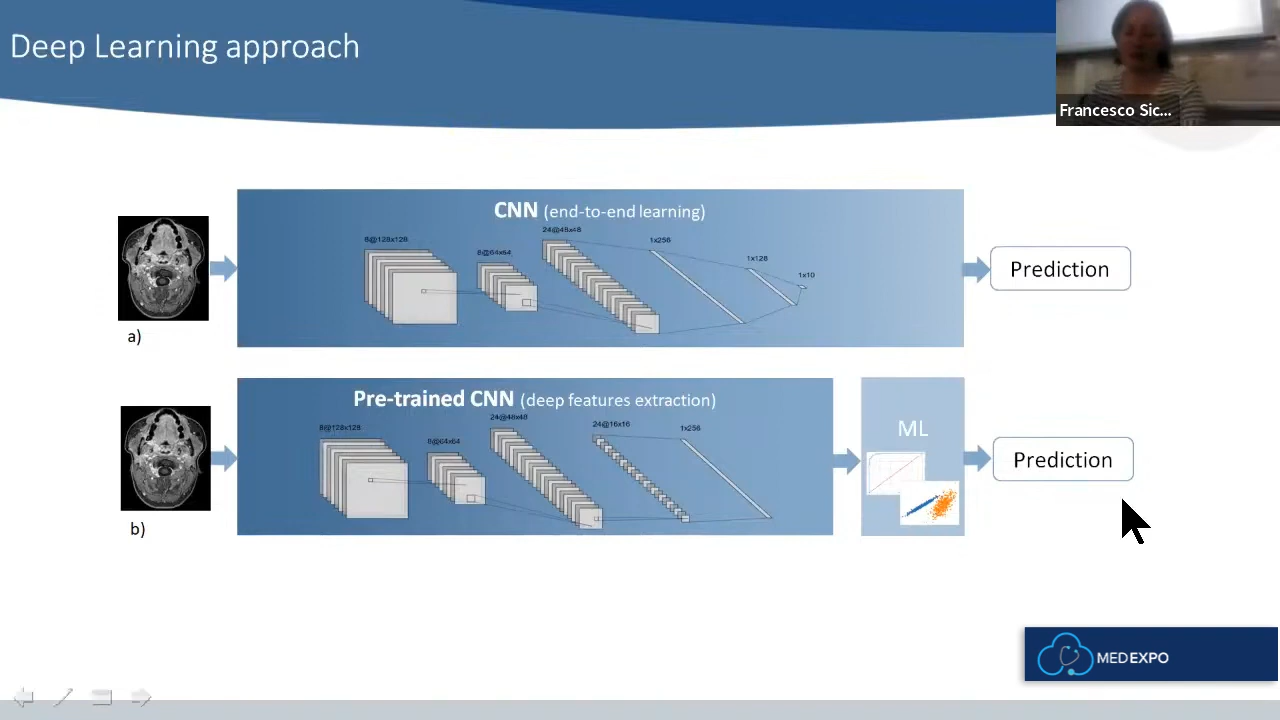 Deep Learning approach
Francesco Sic...
CNN (end-to-end learning)
8@128x128
8@64x64
24@48x48
1x256
1x128
1x10
Prediction
a)
Pre-trained CNN (deep features extraction)
8@128x128
8@64x64
24@48x48
24@16x16
1x256
ML
Prediction
b)
MEDEXPO